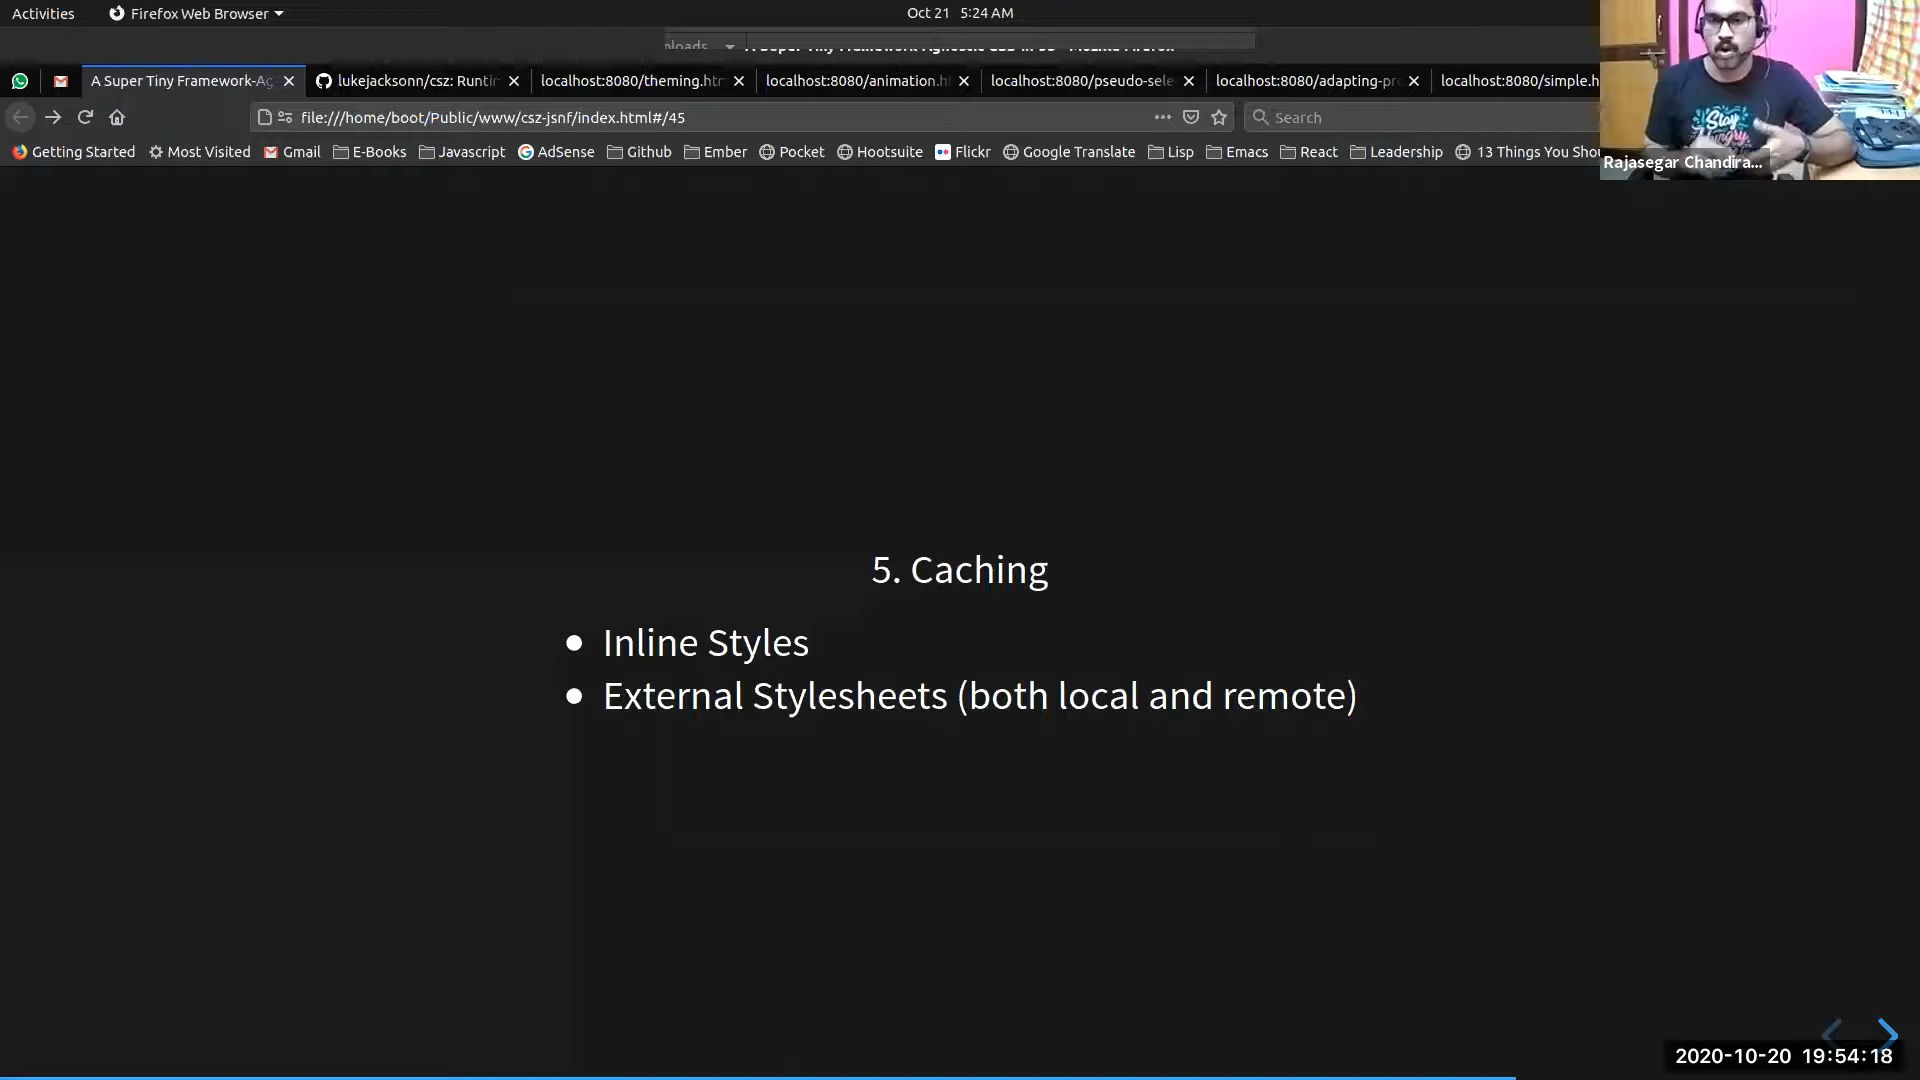 Activities
Firefox Web Browser
Oct 21 5:24 AM
A Super Tiny Framework-Ag
lukejacksonn/csz: Runtin
localhost:8080/theming.htm
localhost:8080/animation.h
localhost:8080/pseudo-sele
localhost:8080/adapting-pr
localhost:8080/simple.h
file:///home/boot/Public/www/csz-jsnf/index.html#/45
Search
Getting Started
Most Visited
Gmail
E-Books
Javascript
AdSense
Github
Ember
Pocket
Hootsuite
Flickr
Google Translate
Lisp
Emacs
React
Leadership
13 Things You Shou
Stay
Hungry
Rajasegar Chandira...
5. Caching
Inline Styles
External Stylesheets (both local and remote)
2020-10-20 19:54:18